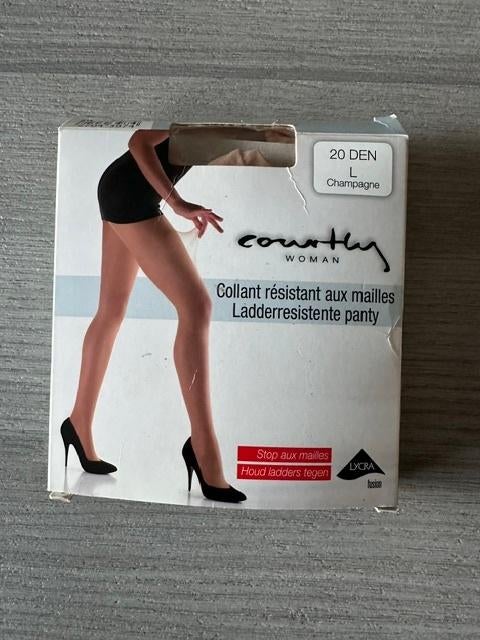 20 DEN
L
Champagne
courtly
WOMAN
Collant résistant aux mailles
Ladderresistente panty
Stop aux mailles
Houd ladders tegen
LYCRA
fusion